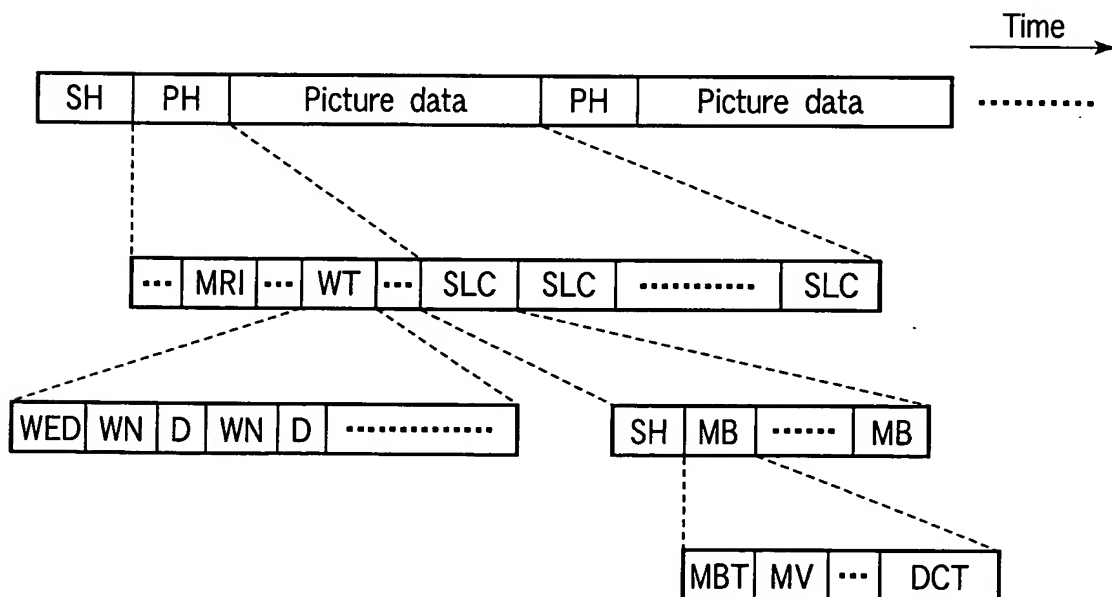 Time
SH PH Picture data PH Picture data ............
... MRI ... WT ... SLC SLC ............ SLC
WED WN D WN D ...............
SH MB ...... MB
MBT MV ... DCT